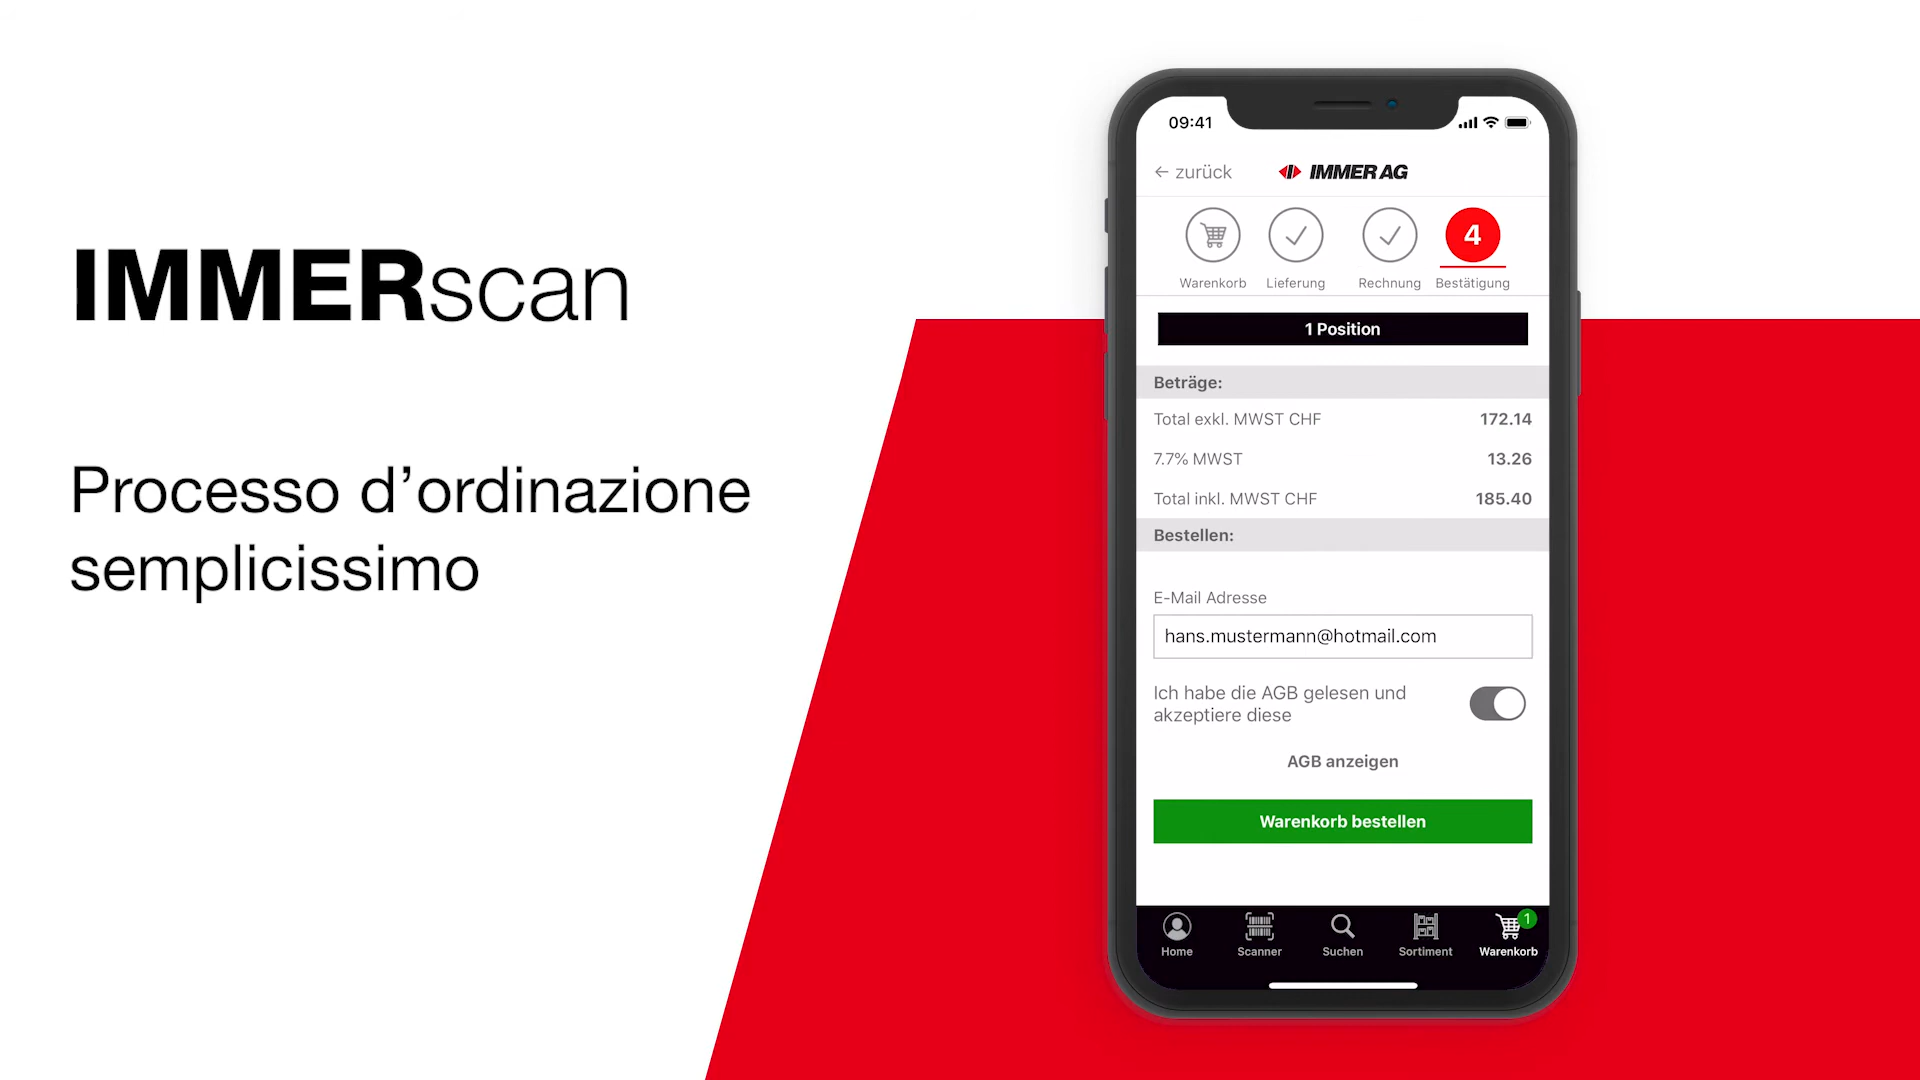 IMMERscan
Processo d’ordinazione
semplicissimo
09:41
← zurück
IMMER AG
4
Warenkorb Lieferung Rechnung Bestätigung
1 Position
Beträge:
Total exkl. MWST CHF 172.14
7.7% MWST 13.26
Total inkl. MWST CHF 185.40
Bestellen:
E-Mail Adresse
hans.mustermann@hotmail.com
Ich habe die AGB gelesen und
akzeptiere diese
AGB anzeigen
Warenkorb bestellen
1
Home Scanner Suchen Sortiment Warenkorb